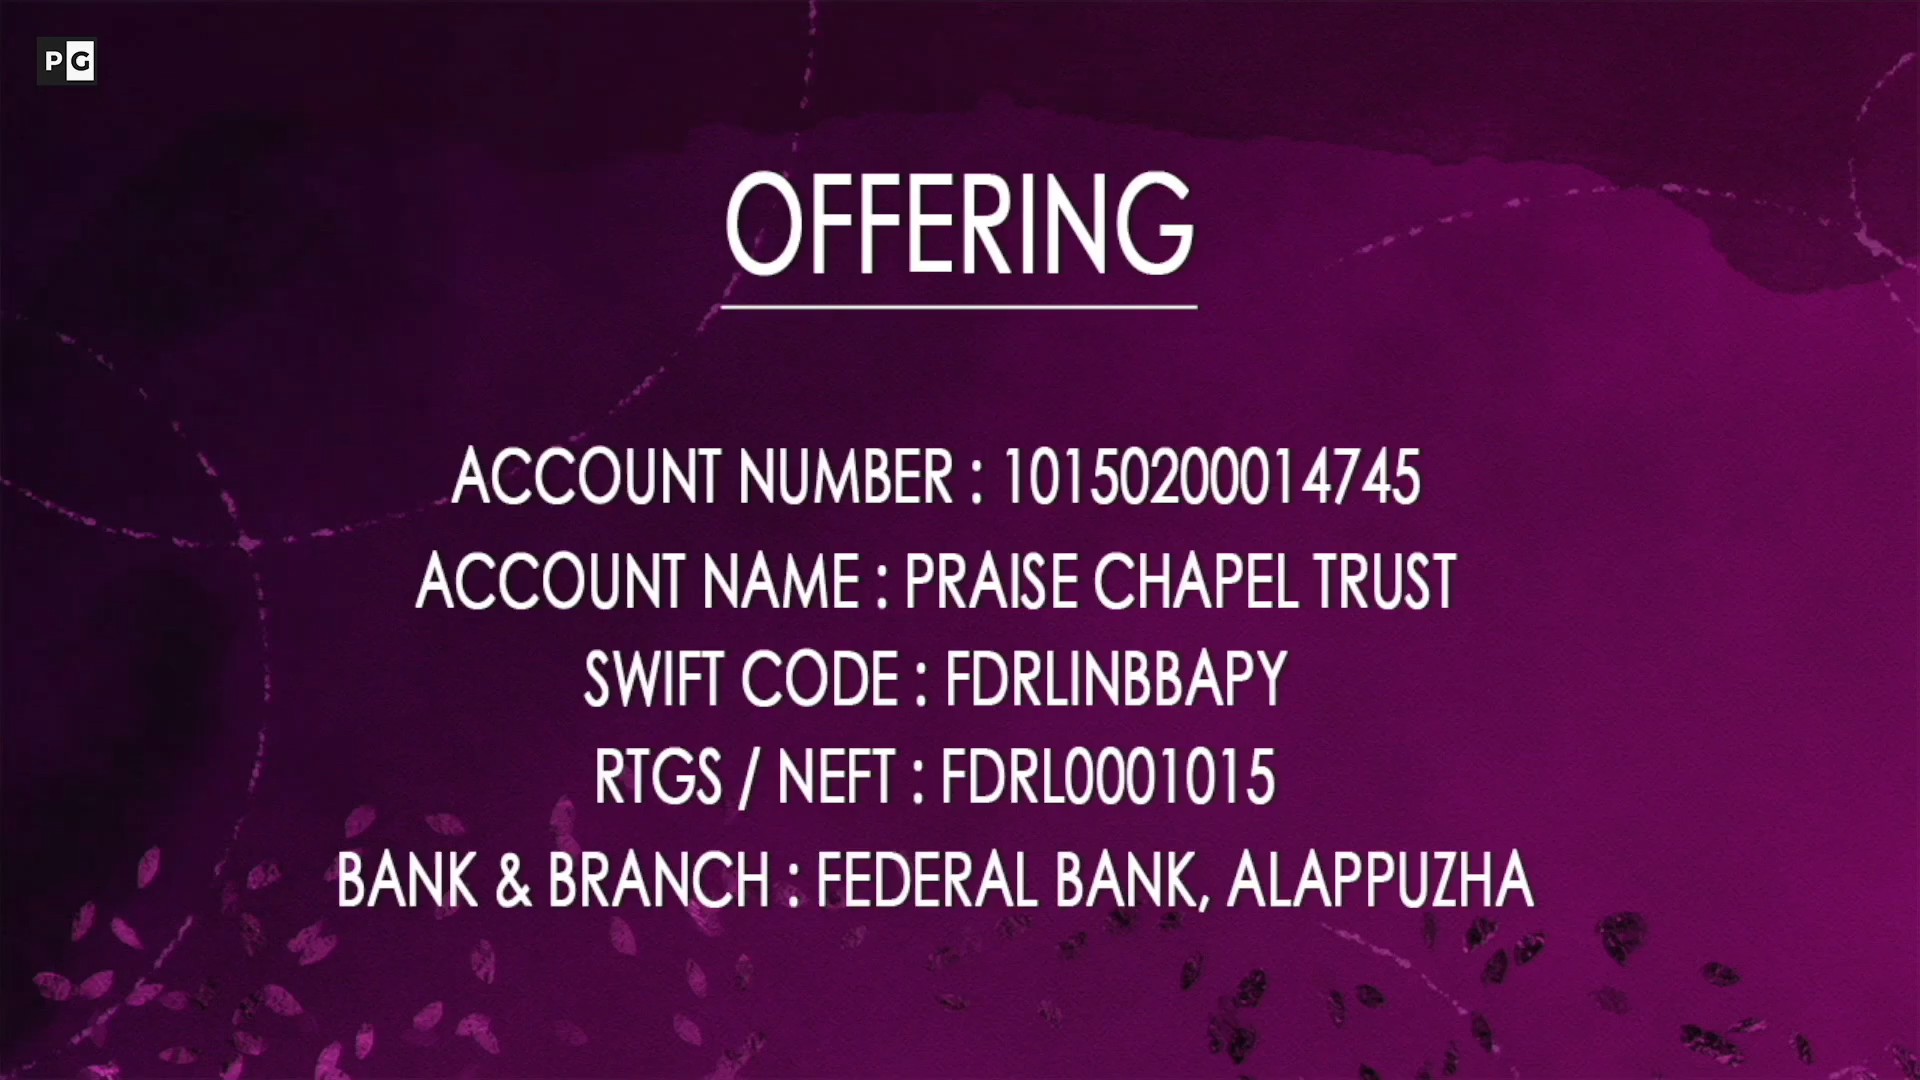 PG
OFFERING
ACCOUNT NUMBER : 10150200014745
ACCOUNT NAME : PRAISE CHAPEL TRUST
SWIFT CODE : FDRLINBBAPY
RTGS / NEFT : FDRL0001015
BANK & BRANCH : FEDERAL BANK, ALAPPUZHA